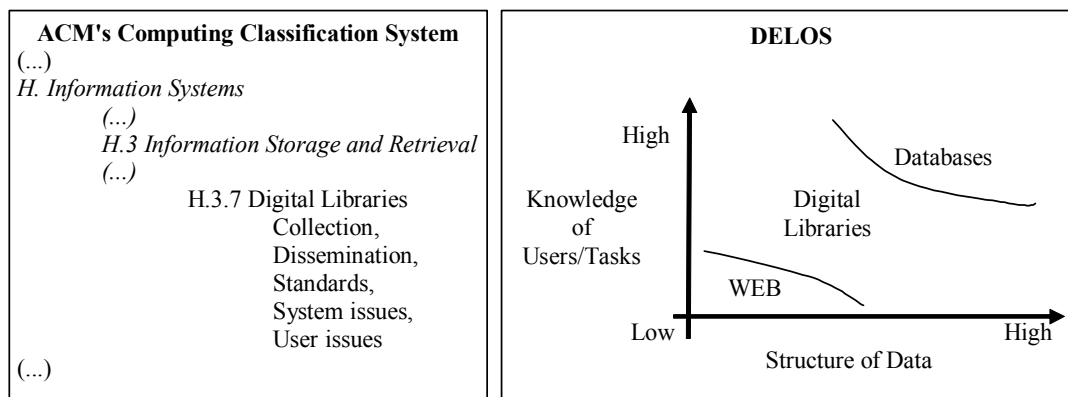 ACM's Computing Classification System
(...)
H. Information Systems
(...)
H.3 Information Storage and Retrieval
(...)
H.3.7 Digital Libraries
Collection,
Dissemination,
Standards,
System issues,
User issues
(...)
DELOS
High
Databases
Knowledge
of
Users/Tasks
Digital
Libraries
WEB
Low
High
Structure of Data